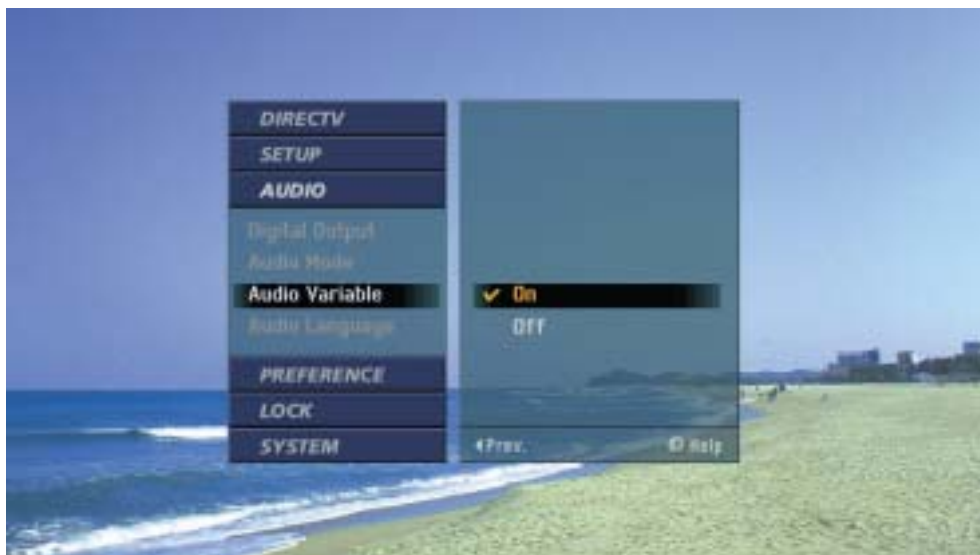 DIRECTV
SETUP
AUDIO
Digital Output
Audio Mode
Audio Variable
Audio Language
PREFERENCE
LOCK
SYSTEM
✔ On
Off
Prev.
Help